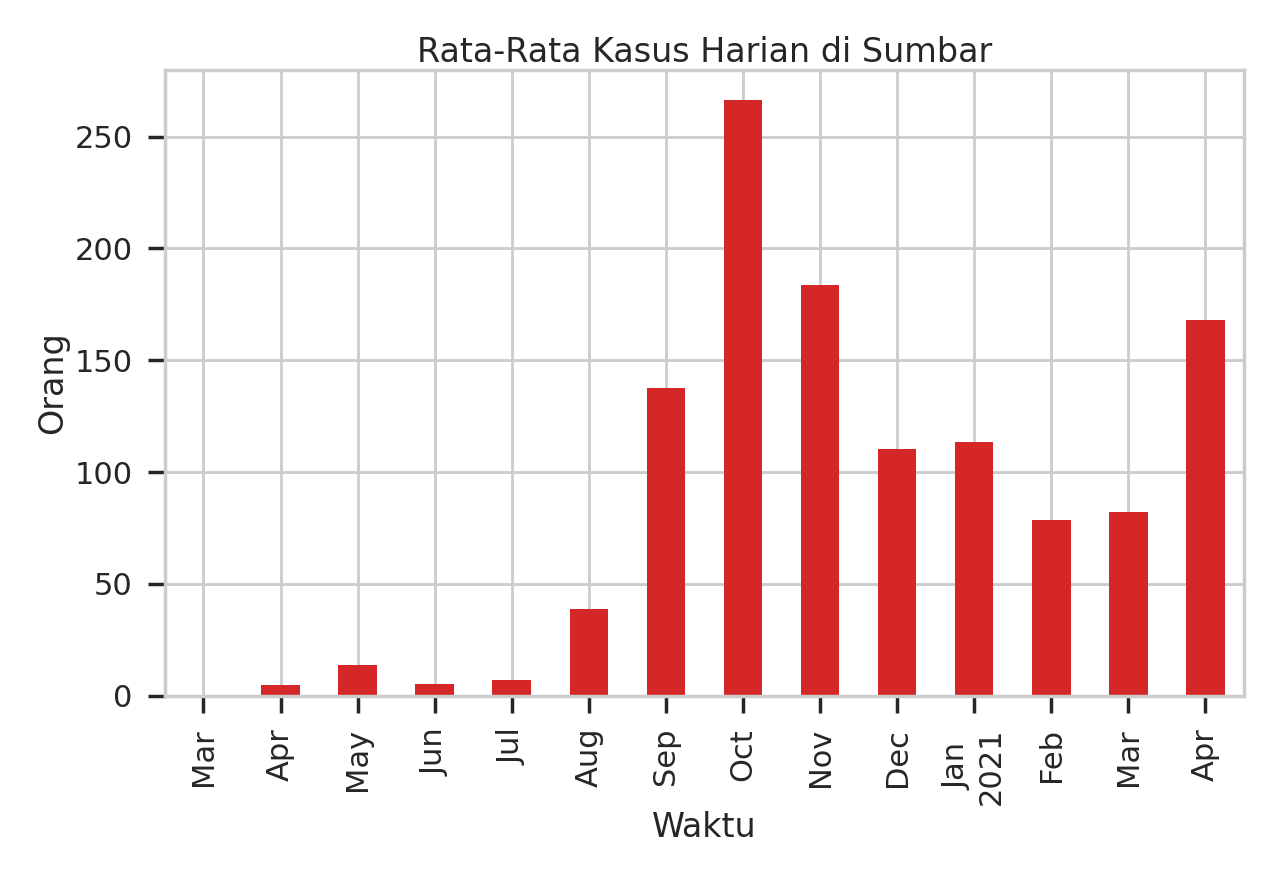 Rata-Rata Kasus Harian di Sumbar
Orang
250
200
150
100
50
0
Mar
Apr
May
Jun
Jul
Aug
Sep
Oct
Nov
Dec
Jan
2021
Feb
Mar
Apr
Waktu